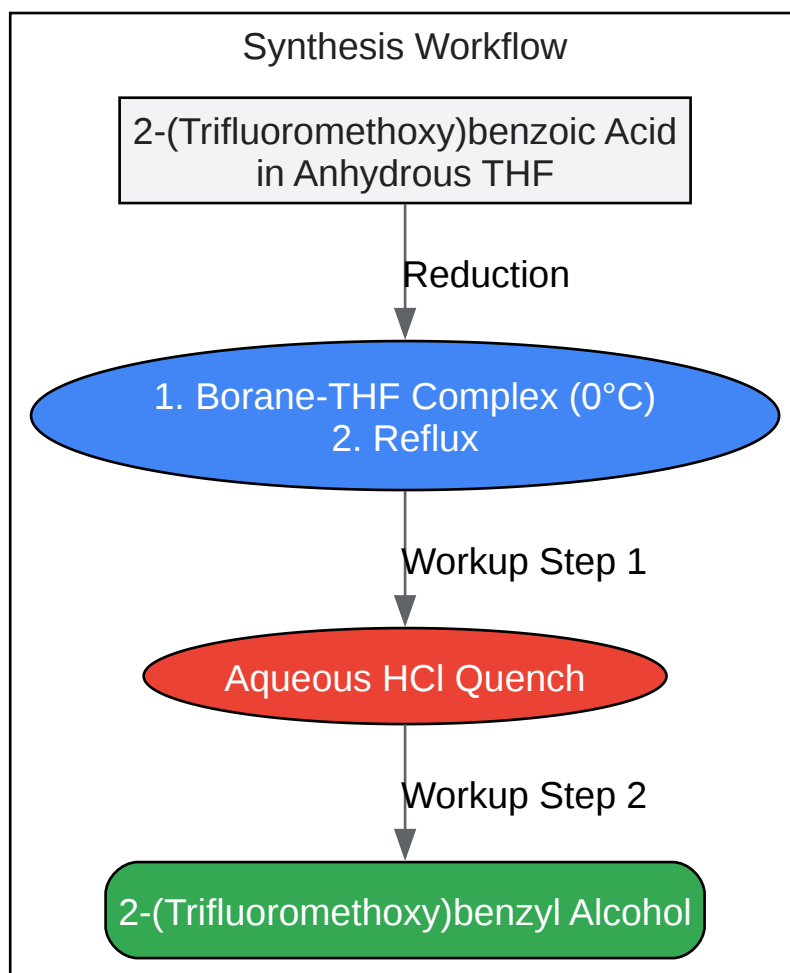 Synthesis Workflow
2-(Trifluoromethoxy)benzoic Acid
in Anhydrous THF
Reduction
1. Borane-THF Complex (0°C)
2. Reflux
Workup Step 1
Aqueous HCl Quench
Workup Step 2
2-(Trifluoromethoxy)benzyl Alcohol